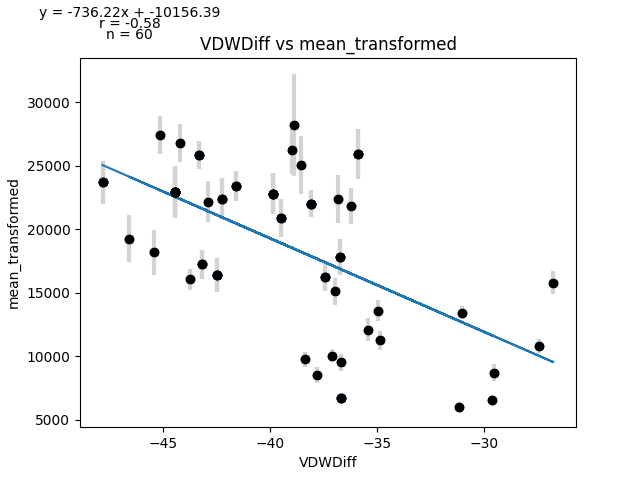 y = -736.22x + -10156.39
r = -0.58
n = 60
VDWDiff vs mean_transformed
30000
25000
20000
15000
10000
5000
mean_transformed
−45
−40
−35
−30
VDWDiff